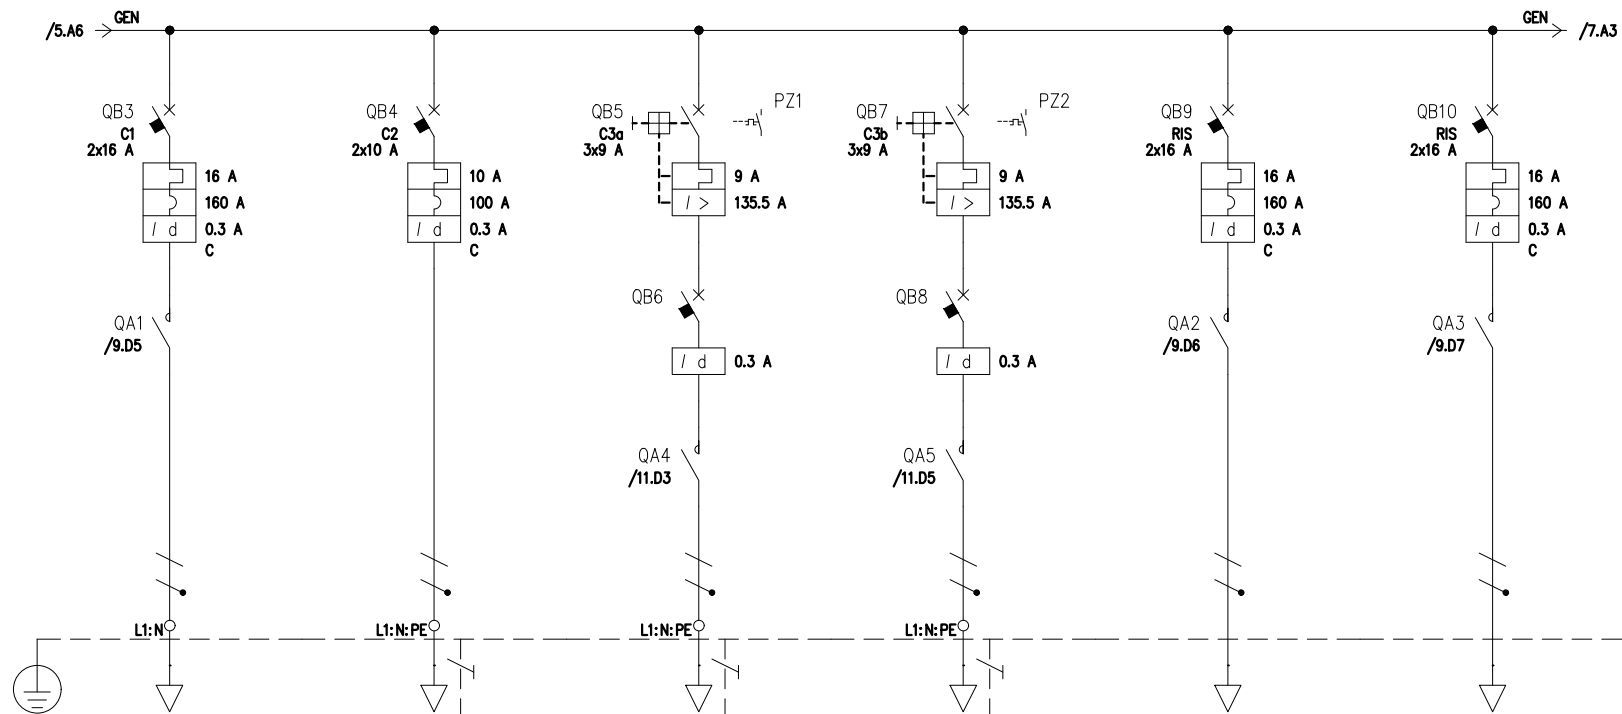 GEN
GEN
/5.A6
/7.A3
QB3
C1
2x16 A
16 A
160 A
I d
0.3 A
C
QA1
/9.D5
L1:N
QB4
C2
2x10 A
10 A
100 A
I d
0.3 A
C
L1:N:PE
QB5
PZ1
C3a
3x9 A
9 A
I >
135.5 A
QB6
I d
0.3 A
QA4
/11.D3
L1:N:PE
QB7
PZ2
C3b
3x9 A
9 A
I >
135.5 A
QB8
I d
0.3 A
QA5
/11.D5
L1:N:PE
QB9
RIS
2x16 A
16 A
160 A
I d
0.3 A
C
QA2
/9.D6
QB10
RIS
2x16 A
16 A
160 A
I d
0.3 A
C
QA3
/9.D7